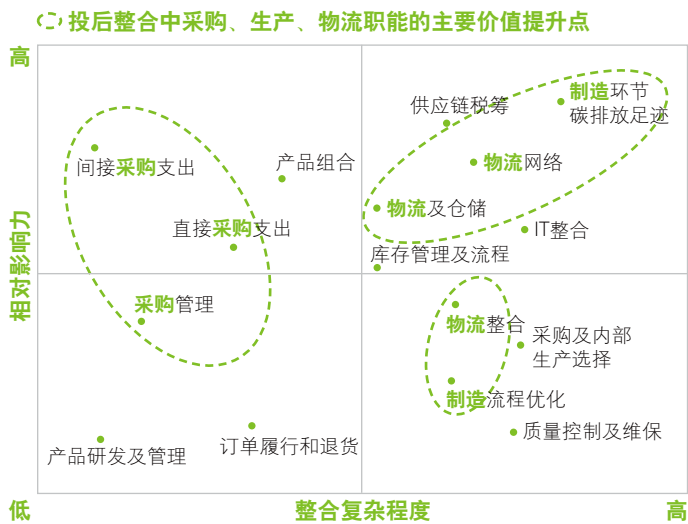 投后整合中采购、生产、物流职能的主要价值提升点
高
相对影响力
供应链税筹
制造环节
碳排放足迹
间接采购支出
产品组合
物流网络
直接采购支出
物流及仓储
IT整合
库存管理及流程
采购管理
物流整合
采购及内部
生产选择
制造流程优化
产品研发及管理
订单履行和退货
质量控制及维保
低
整合复杂程度
高